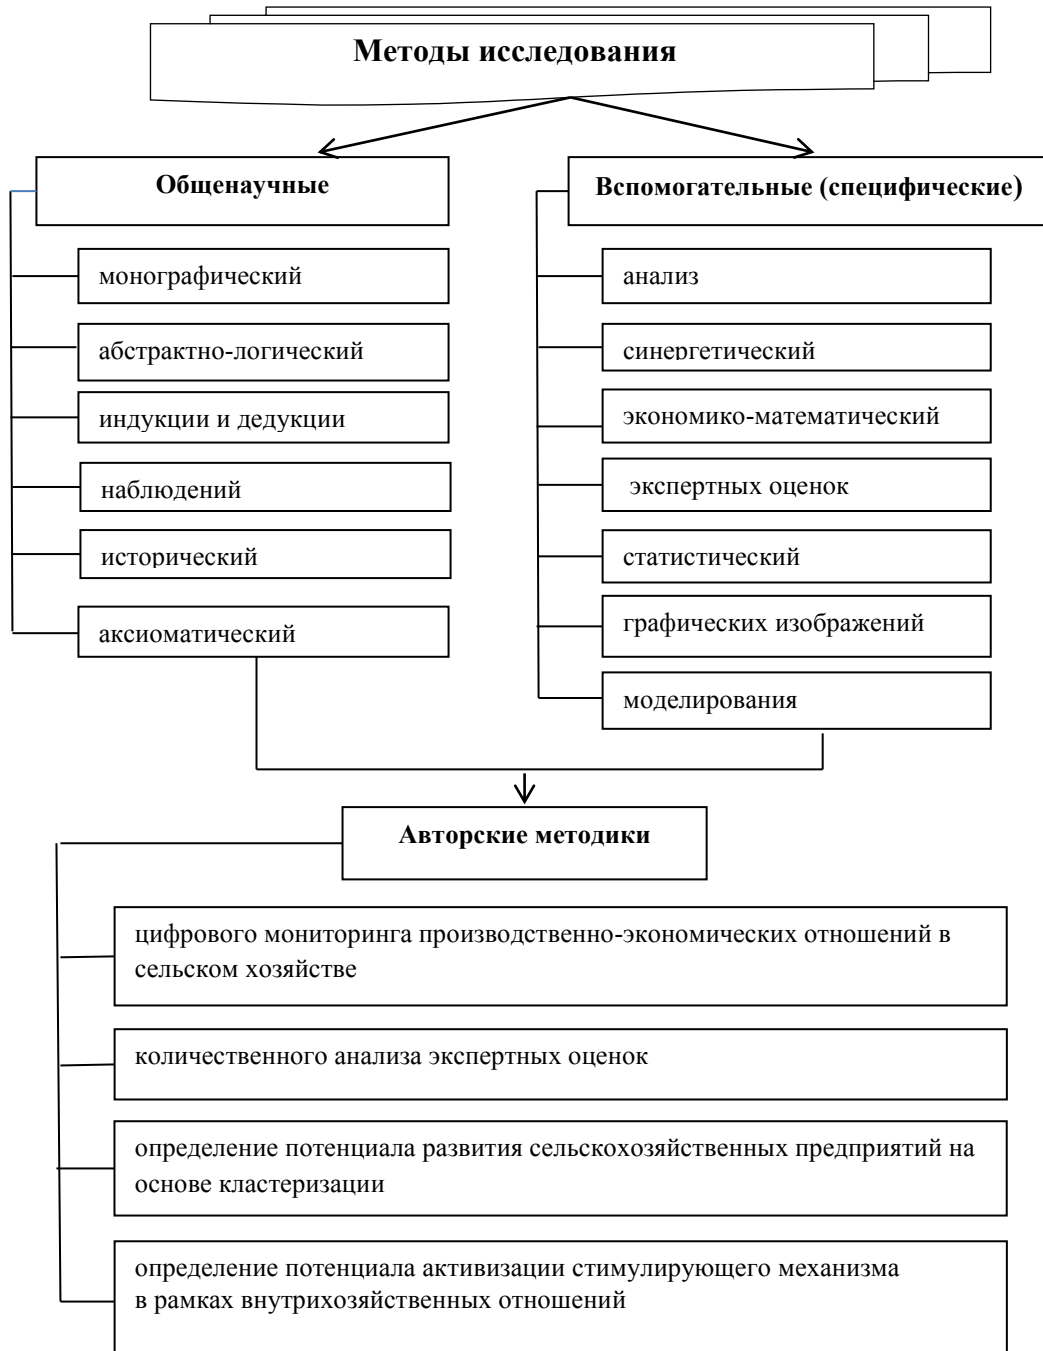 Методы исследования
Общенаучные
монографический
абстрактно-логический
индукции и дедукции
наблюдений
исторический
аксиоматический
Вспомогательные (специфические)
анализ
синергетический
экономико-математический
экспертных оценок
статистический
графических изображений
моделирования
Авторские методики
цифрового мониторинга производственно-экономических отношений в
сельском хозяйстве
количественного анализа экспертных оценок
определение потенциала развития сельскохозяйственных предприятий на
основе кластеризации
определение потенциала активизации стимулирующего механизма
в рамках внутрихозяйственных отношений